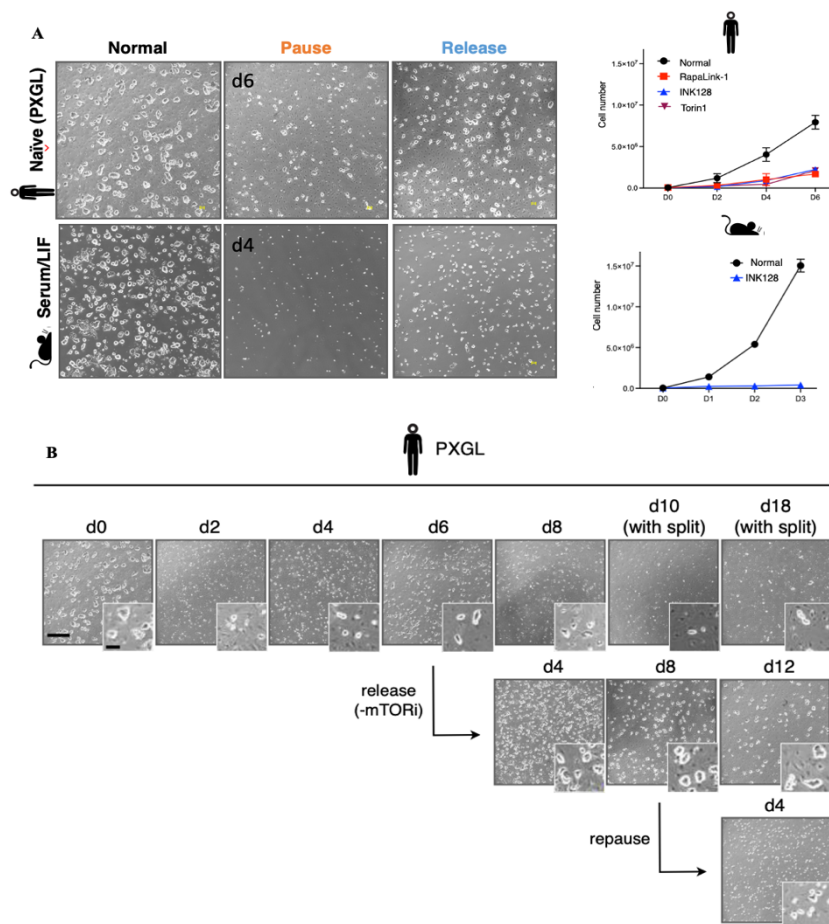 A
Normal
Pause
Release
Naïve (PXGL)
d6
Serum/LIF
d4
Cell number
1.5×10⁷
1.0×10⁷
5.0×10⁶
0.0
D0
D2
D4
D6
Normal
RapaLink-1
INK128
Torin1
Cell number
1.5×10⁷
1.0×10⁷
5.0×10⁶
0.0
D0
D1
D2
D3
Normal
INK128
B
PXGL
d0
d2
d4
d6
d8
d10
(with split)
d18
(with split)
release
(-mTORi)
d4
d8
d12
repause
d4